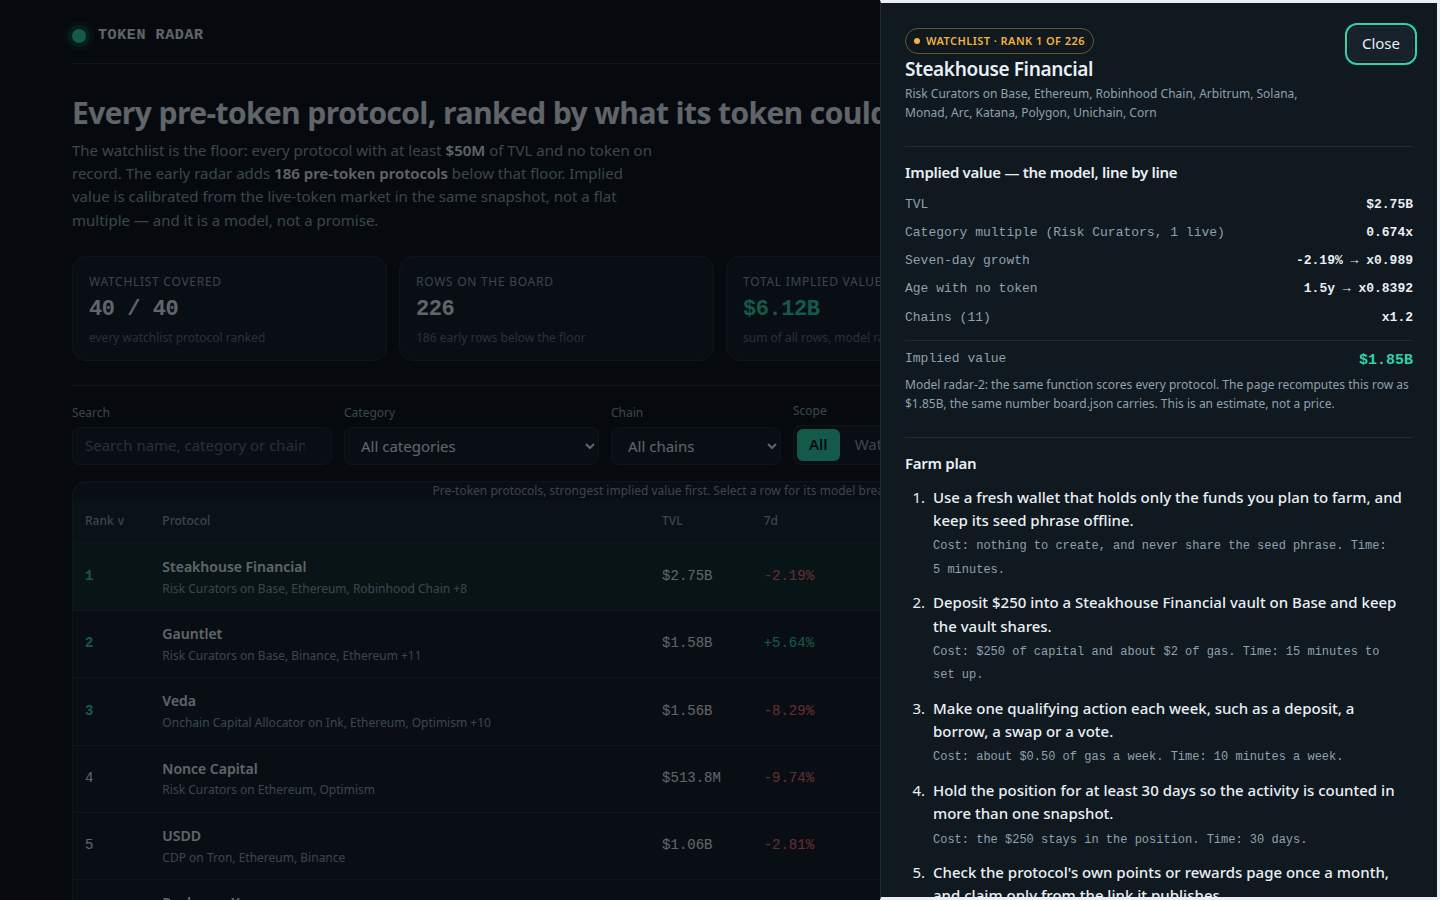 TOKEN RADAR
Every pre-token protocol, ranked by what its token could
The watchlist is the floor: every protocol with at least $50M of TVL and no token on
record. The early radar adds 186 pre-token protocols below that floor. Implied
value is calibrated from the live-token market in the same snapshot, not a flat
multiple — and it is a model, not a promise.
WATCHLIST COVERED
40 / 40
every watchlist protocol ranked
ROWS ON THE BOARD
226
186 early rows below the floor
TOTAL IMPLIED VALUE
$6.12B
sum of all rows, model
Search
Search name, category or chain
Category
All categories
Chain
All chains
Scope
All
Pre-token protocols, strongest implied value first. Select a row for its model
Rank v Protocol TVL 7d
1 Steakhouse Financial $2.75B -2.19%
Risk Curators on Base, Ethereum, Robinhood Chain +8
2 Gauntlet $1.58B +5.64%
Risk Curators on Base, Binance, Ethereum +11
3 Veda $1.56B -8.29%
Onchain Capital Allocator on Ink, Ethereum, Optimism +10
4 Nonce Capital $513.8M -9.74%
Risk Curators on Ethereum, Optimism
5 USDD $1.06B -2.81%
CDP on Tron, Ethereum, Binance
WATCHLIST · RANK 1 OF 226
Close
Steakhouse Financial
Risk Curators on Base, Ethereum, Robinhood Chain, Arbitrum, Solana,
Monad, Arc, Katana, Polygon, Unichain, Corn
Implied value — the model, line by line
TVL $2.75B
Category multiple (Risk Curators, 1 live) 0.674x
Seven-day growth -2.19% → x0.989
Age with no token 1.5y → x0.8392
Chains (11) x1.2
Implied value $1.85B
Model radar-2: the same function scores every protocol. The page recomputes this row as
$1.85B, the same number board.json carries. This is an estimate, not a price.
Farm plan
1. Use a fresh wallet that holds only the funds you plan to farm, and
keep its seed phrase offline.
Cost: nothing to create, and never share the seed phrase. Time:
5 minutes.
2. Deposit $250 into a Steakhouse Financial vault on Base and keep
the vault shares.
Cost: $250 of capital and about $2 of gas. Time: 15 minutes to
set up.
3. Make one qualifying action each week, such as a deposit, a
borrow, a swap or a vote.
Cost: about $0.50 of gas a week. Time: 10 minutes a week.
4. Hold the position for at least 30 days so the activity is counted in
more than one snapshot.
Cost: the $250 stays in the position. Time: 30 days.
5. Check the protocol's own points or rewards page once a month,
and claim only from the link it publishes.